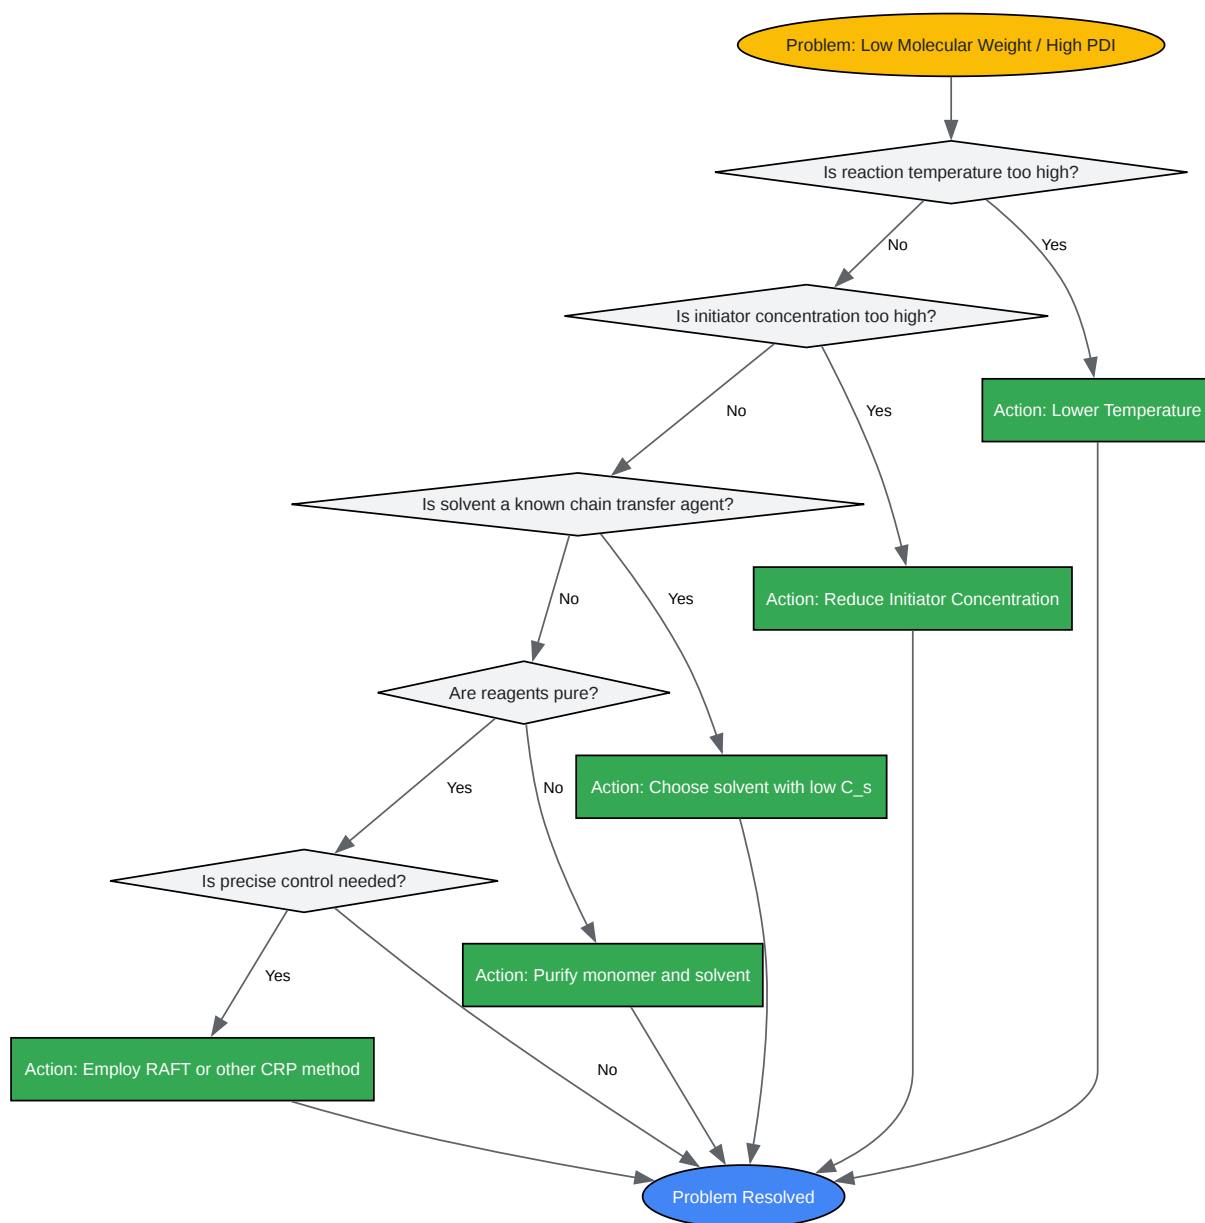 Problem: Low Molecular Weight / High PDI
Is reaction temperature too high?
No
Yes
Is initiator concentration too high?
Action: Lower Temperature
No
Yes
Is solvent a known chain transfer agent?
Action: Reduce Initiator Concentration
No
Yes
Are reagents pure?
Action: Choose solvent with low C_s
Yes
No
Is precise control needed?
Action: Purify monomer and solvent
Yes
No
Action: Employ RAFT or other CRP method
Problem Resolved